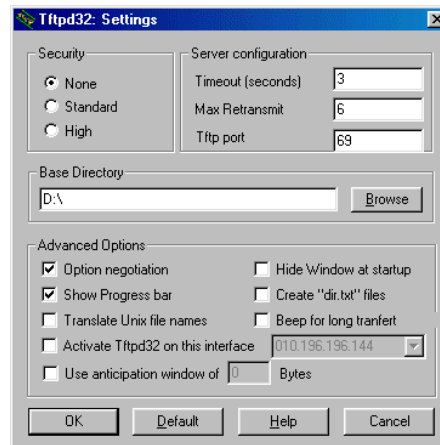 Tftpd32: Settings
Security
None
Standard
High
Server configuration
Timeout (seconds) 3
Max Retransmit 6
Tftp port 69
Base Directory
D:\
Browse
Advanced Options
Option negotiation
Hide Window at startup
Show Progress bar
Create "dir.txt" files
Translate Unix file names
Beep for long tranfert
Activate Tftpd32 on this interface 010.196.196.144
Use anticipation window of 0 Bytes
OK Default Help Cancel